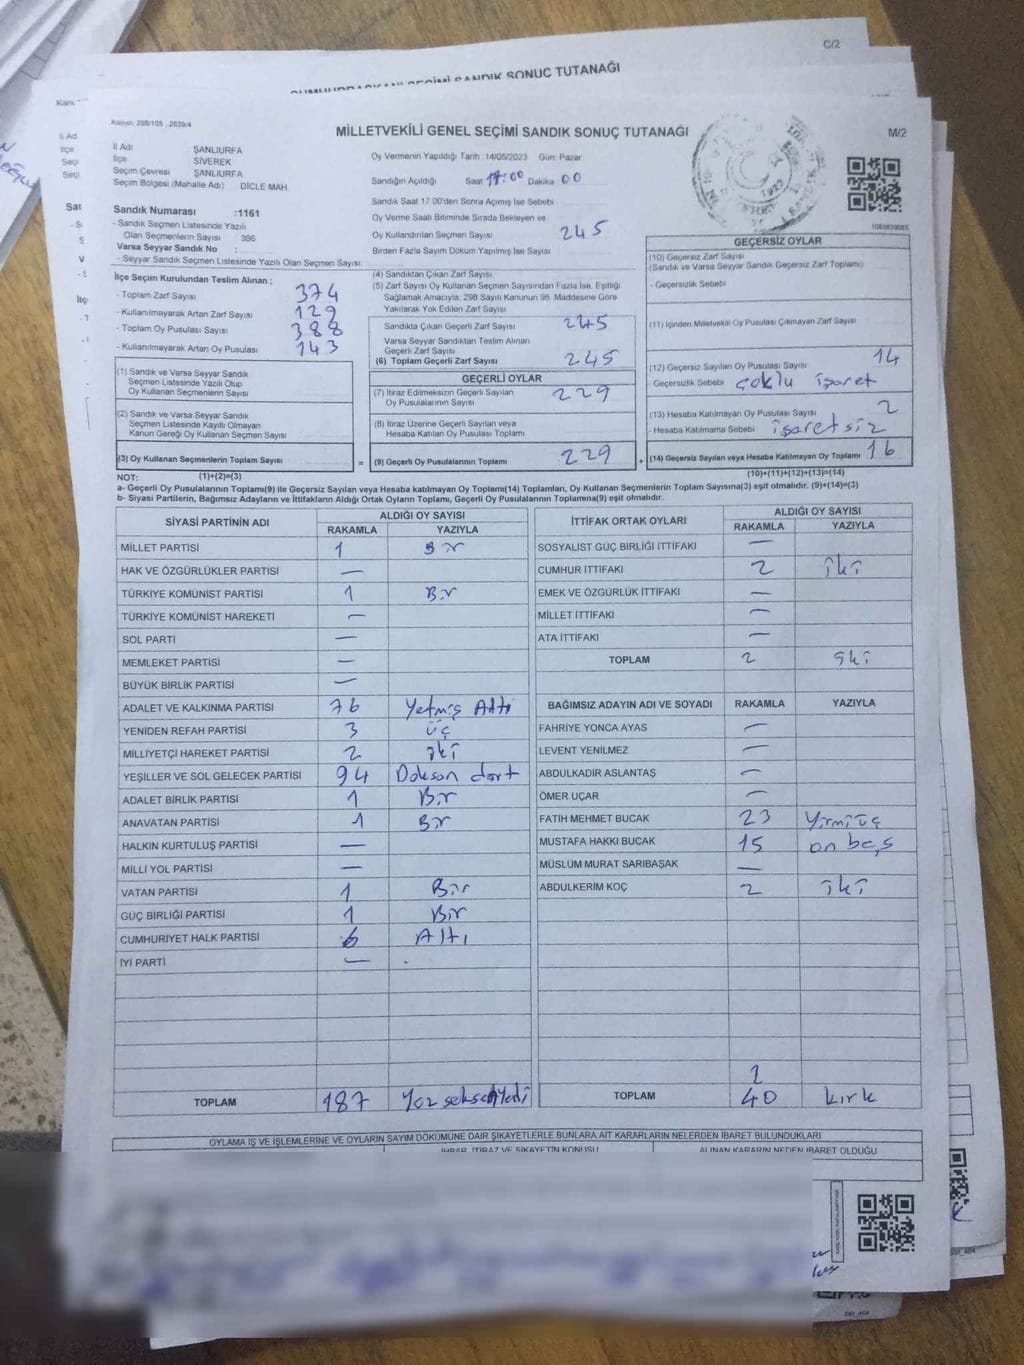 C/2
CUMHURBAŞKANI SEÇİMİ SANDIK SONUÇ TUTANAĞI
Kanun: 298/105 , 2839/4
MİLLETVEKİLİ GENEL SEÇİMİ SANDIK SONUÇ TUTANAĞI
M/2
İl Adı ŞANLIURFA
İlçe SİVEREK
Seçim Çevresi ŞANLIURFA
Seçim Bölgesi (Mahalle Adı) DİCLE MAH.
Oy Vermenin Yapıldığı Tarih 14/05/2023 Gün: Pazar
Sandığın Açıldığı Saat 17:00 Dakika 00
Sandık Saat 17.00'den Sonra Açımış İse Sebebi
Sandık Numarası :1161
- Sandık Seçmen Listesinde Yazılı
Olan Seçmenlerin Sayısı 386
Varsa Seyyar Sandık No
- Seyyar Seçmen Listesinde Yazılı Olan Seçmen Sayısı:
Oy Verme Saati Bitiminde Sırada Bekleyen ve
Oy Kullandırılan Seçmen Sayısı 245
Birden Fazla Sayım Döküm Yapılmış İse Sayısı
İlçe Seçim Kurulundan Teslim Alınan ;
- Toplam Zarf Sayısı 374
- Kullanılmayarak Artan Zarf Sayısı 129
- Toplam Oy Pusulası Sayısı 388
- Kullanılmayarak Artan Oy Pusulası 143
(4) Sandıktan Çıkan Zarf Sayısı
(5) Zarf Sayısı Oy Kullanan Seçmen Sayısından Fazla İse, Eşitliği
Sağlamak Amacıyla, 298 Sayılı Kanunun 98. Maddesine Göre
Yakılarak Yok Edilen Zarf Sayısı
Sandıkta Çıkan Geçerli Zarf Sayısı 245
Varsa Seyyar Sandıktan Teslim Alınan
Geçerli Zarf Sayısı
(6) Toplam Geçerli Zarf Sayısı 245
GEÇERLİ OYLAR
(7) İtiraz Edilmeksizin Geçerli Sayılan
Oy Pusulalarının Sayısı 229
(8) İtiraz Üzerine Geçerli Sayılan veya
Hesaba Katılan Oy Pusulası Toplamı
(9) Geçerli Oy Pusulalarının Toplamı 229
GEÇERSİZ OYLAR
(10) Geçersiz Zarf Sayısı
(Sandık ve Varsa Seyyar Sandık Geçersiz Zarf Toplamı)
- Geçersizlik Sebebi
(11) İçinden Milletvekili Oy Pusulası Çıkmayan Zarf Sayısı
(12) Geçersiz Sayılan Oy Pusulası Sayısı 14
- Geçersizlik Sebebi çoklu işaret
(13) Hesaba Katılmayan Oy Pusulası Sayısı 2
- Hesaba Katılmama Sebebi işaretsiz
(14) Geçersiz Sayılan veya Hesaba Katılmayan Oy Toplamı 16
(1) Sandık ve Varsa Seyyar Sandık
Seçmen Listesinde Yazılı Olup
Oy Kullanan Seçmenlerin Sayısı
(2) Sandık ve Varsa Seyyar Sandık
Seçmen Listesinde Kayıtlı Olmayan
Kanun Gereği Oy Kullanan Seçmen Sayısı
(3) Oy Kullanan Seçmenlerin Toplam Sayısı
=
+
NOT: (1)+(2)=(3) (10)+(11)+(12)+(13)=(14)
a- Geçerli Oy Pusulalarının Toplamı(9) ile Geçersiz Sayılan veya Hesaba katılmayan Oy Toplam(14) Toplamları, Oy Kullanan Seçmenlerin Toplam Sayısına(3) eşit olmalıdır. (9)+(14)=(3)
b- Siyasi Partilerin, Bağımsız Adayların ve İttifakların Aldığı Ortak Oyların Toplamı, Geçerli Oy Pusulalarının Toplamına(9) eşit olmalıdır.
SİYASİ PARTİNİN ADI ALDIĞI OY SAYISI
RAKAMLA YAZIYLA
MİLLET PARTİSİ 1 Bir
HAK VE ÖZGÜRLÜKLER PARTİSİ —
TÜRKİYE KOMÜNİST PARTİSİ 1 Bir
TÜRKİYE KOMÜNİST HAREKETİ —
SOL PARTİ —
MEMLEKET PARTİSİ —
BÜYÜK BİRLİK PARTİSİ —
ADALET VE KALKINMA PARTİSİ 76 Yetmiş Altı
YENİDEN REFAH PARTİSİ 3 üç
MİLLİYETÇİ HAREKET PARTİSİ 2 iki
YEŞİLLER VE SOL GELECEK PARTİSİ 94 Doksan dört
ADALET BİRLİK PARTİSİ 1 Bir
ANAVATAN PARTİSİ 1 Bir
HALKIN KURTULUŞ PARTİSİ —
MİLLİ YOL PARTİSİ —
VATAN PARTİSİ 1 Bir
GÜÇ BİRLİĞİ PARTİSİ 1 Bir
CUMHURİYET HALK PARTİSİ 6 Altı
İYİ PARTİ —
TOPLAM 187 Yüz seksen Yedi
İTTİFAK ORTAK OYLARI ALDIĞI OY SAYISI
RAKAMLA YAZIYLA
SOSYALIST GÜÇ BİRLİĞİ İTTİFAKI —
CUMHUR İTTİFAKI 2 iki
EMEK VE ÖZGÜRLÜK İTTİFAKI —
MİLLET İTTİFAKI —
ATA İTTİFAKI —
TOPLAM 2 iki
BAĞIMSIZ ADAYIN ADI VE SOYADI RAKAMLA YAZIYLA
FAHRİYE YONCA AYAS —
LEVENT YENİLMEZ —
ABDULKADİR ASLANTAŞ —
ÖMER UÇAR —
FATİH MEHMET BUCAK 23 Yirmi üç
MUSTAFA HAKKI BUCAK 15 on beş
MÜSLÜM MURAT SARIBAŞAK —
ABDULKERİM KOÇ 2 iki
2
TOPLAM 40 kırk
OYLAMA İŞ VE İŞLEMLERİNE VE OYLARIN SAYIM DÖKÜMÜNE DAİR ŞİKAYETLERLE BUNLARA AİT KARARLARIN NELERDEN İBARET BULUNDUKLARI
İHBAR, İTİRAZ VE ŞİKAYETİN KONUSU ALINAN KARARIN NEDEN İBARET OLDUĞU